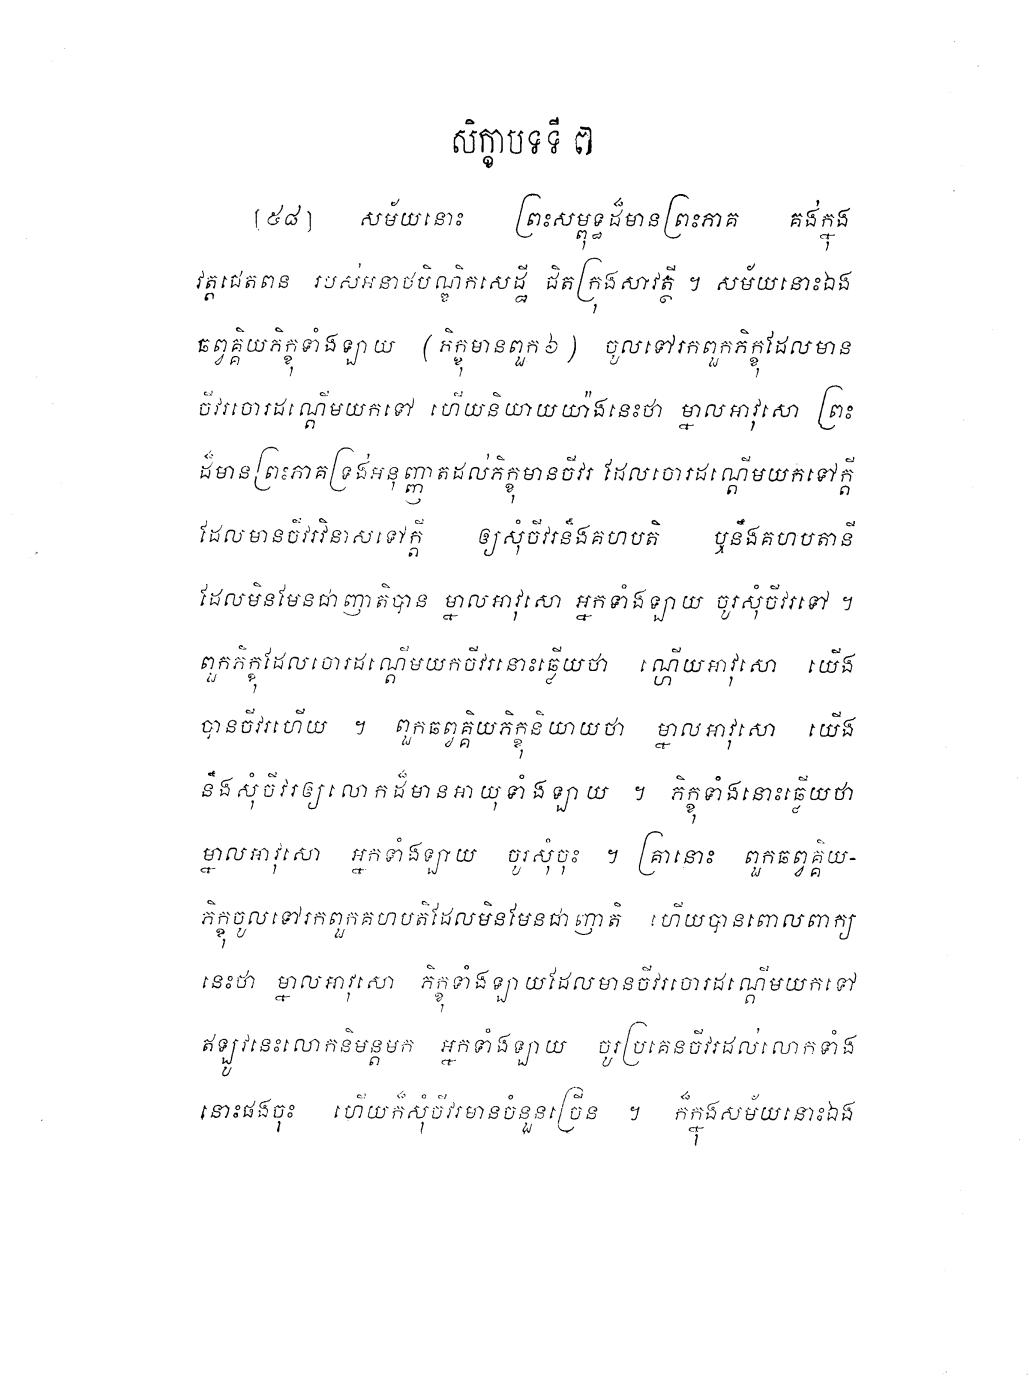 សិក្ខាបទទី ៧
[៥៨] សម័យនោះ ព្រះសម្ពុទ្ធដ៏មានព្រះភាគ គង់ក្នុង
វត្តជេតពន របស់អនាថបិណ្ឌិកសេដ្ឋី ជិតក្រុងសាវត្ថី ។ សម័យនោះឯង
ឆព្វគ្គិយភិក្ខុទាំងឡាយ (ភិក្ខុមានពួក៦) ចូលទៅរកពួកភិក្ខុដែលមាន
ចីវរចោរដណ្តើមយកទៅ ហើយនិយាយយ៉ាងនេះថា ម្នាលអាវុសោ ព្រះ
ដ៏មានព្រះភាគទ្រង់អនុញ្ញាតដល់ភិក្ខុមានចីវរ ដែលចោរដណ្តើមយកទៅក្តី
ដែលមានចីវរវិនាសទៅក្តី ឲ្យសុំចីវរនឹងគហបតិ ឬនឹងគហបតានី
ដែលមិនមែនជាញាតិបាន ម្នាលអាវុសោ អ្នកទាំងឡាយ ចូរសុំចីវរទៅ ។
ពួកភិក្ខុដែលចោរដណ្តើមយកចីវរនោះឆ្លើយថា ណ្ហើយអាវុសោ យើង
បានចីវរហើយ ។ ពួកឆព្វគ្គិយភិក្ខុនិយាយថា ម្នាលអាវុសោ យើង
នឹងសុំចីវរឲ្យលោកដ៏មានអាយុទាំងឡាយ ។ ភិក្ខុទាំងនោះឆ្លើយថា
ម្នាលអាវុសោ អ្នកទាំងឡាយ ចូរសុំចុះ ។ គ្រានោះ ពួកឆព្វគ្គិយ-
ភិក្ខុចូលទៅរកពួកគហបតិដែលមិនមែនជាញាតិ ហើយបានពោលពាក្យ
នេះថា ម្នាលអាវុសោ ភិក្ខុទាំងឡាយដែលមានចីវរចោរដណ្តើមយកទៅ
ឥឡូវនេះលោកនិមន្តមក អ្នកទាំងឡាយ ចូរប្រគេនចីវរដល់លោកទាំង
នោះផងចុះ ហើយក៏សុំចីវរមានចំនួនច្រើន ។ ក៏ក្នុងសម័យនោះឯង